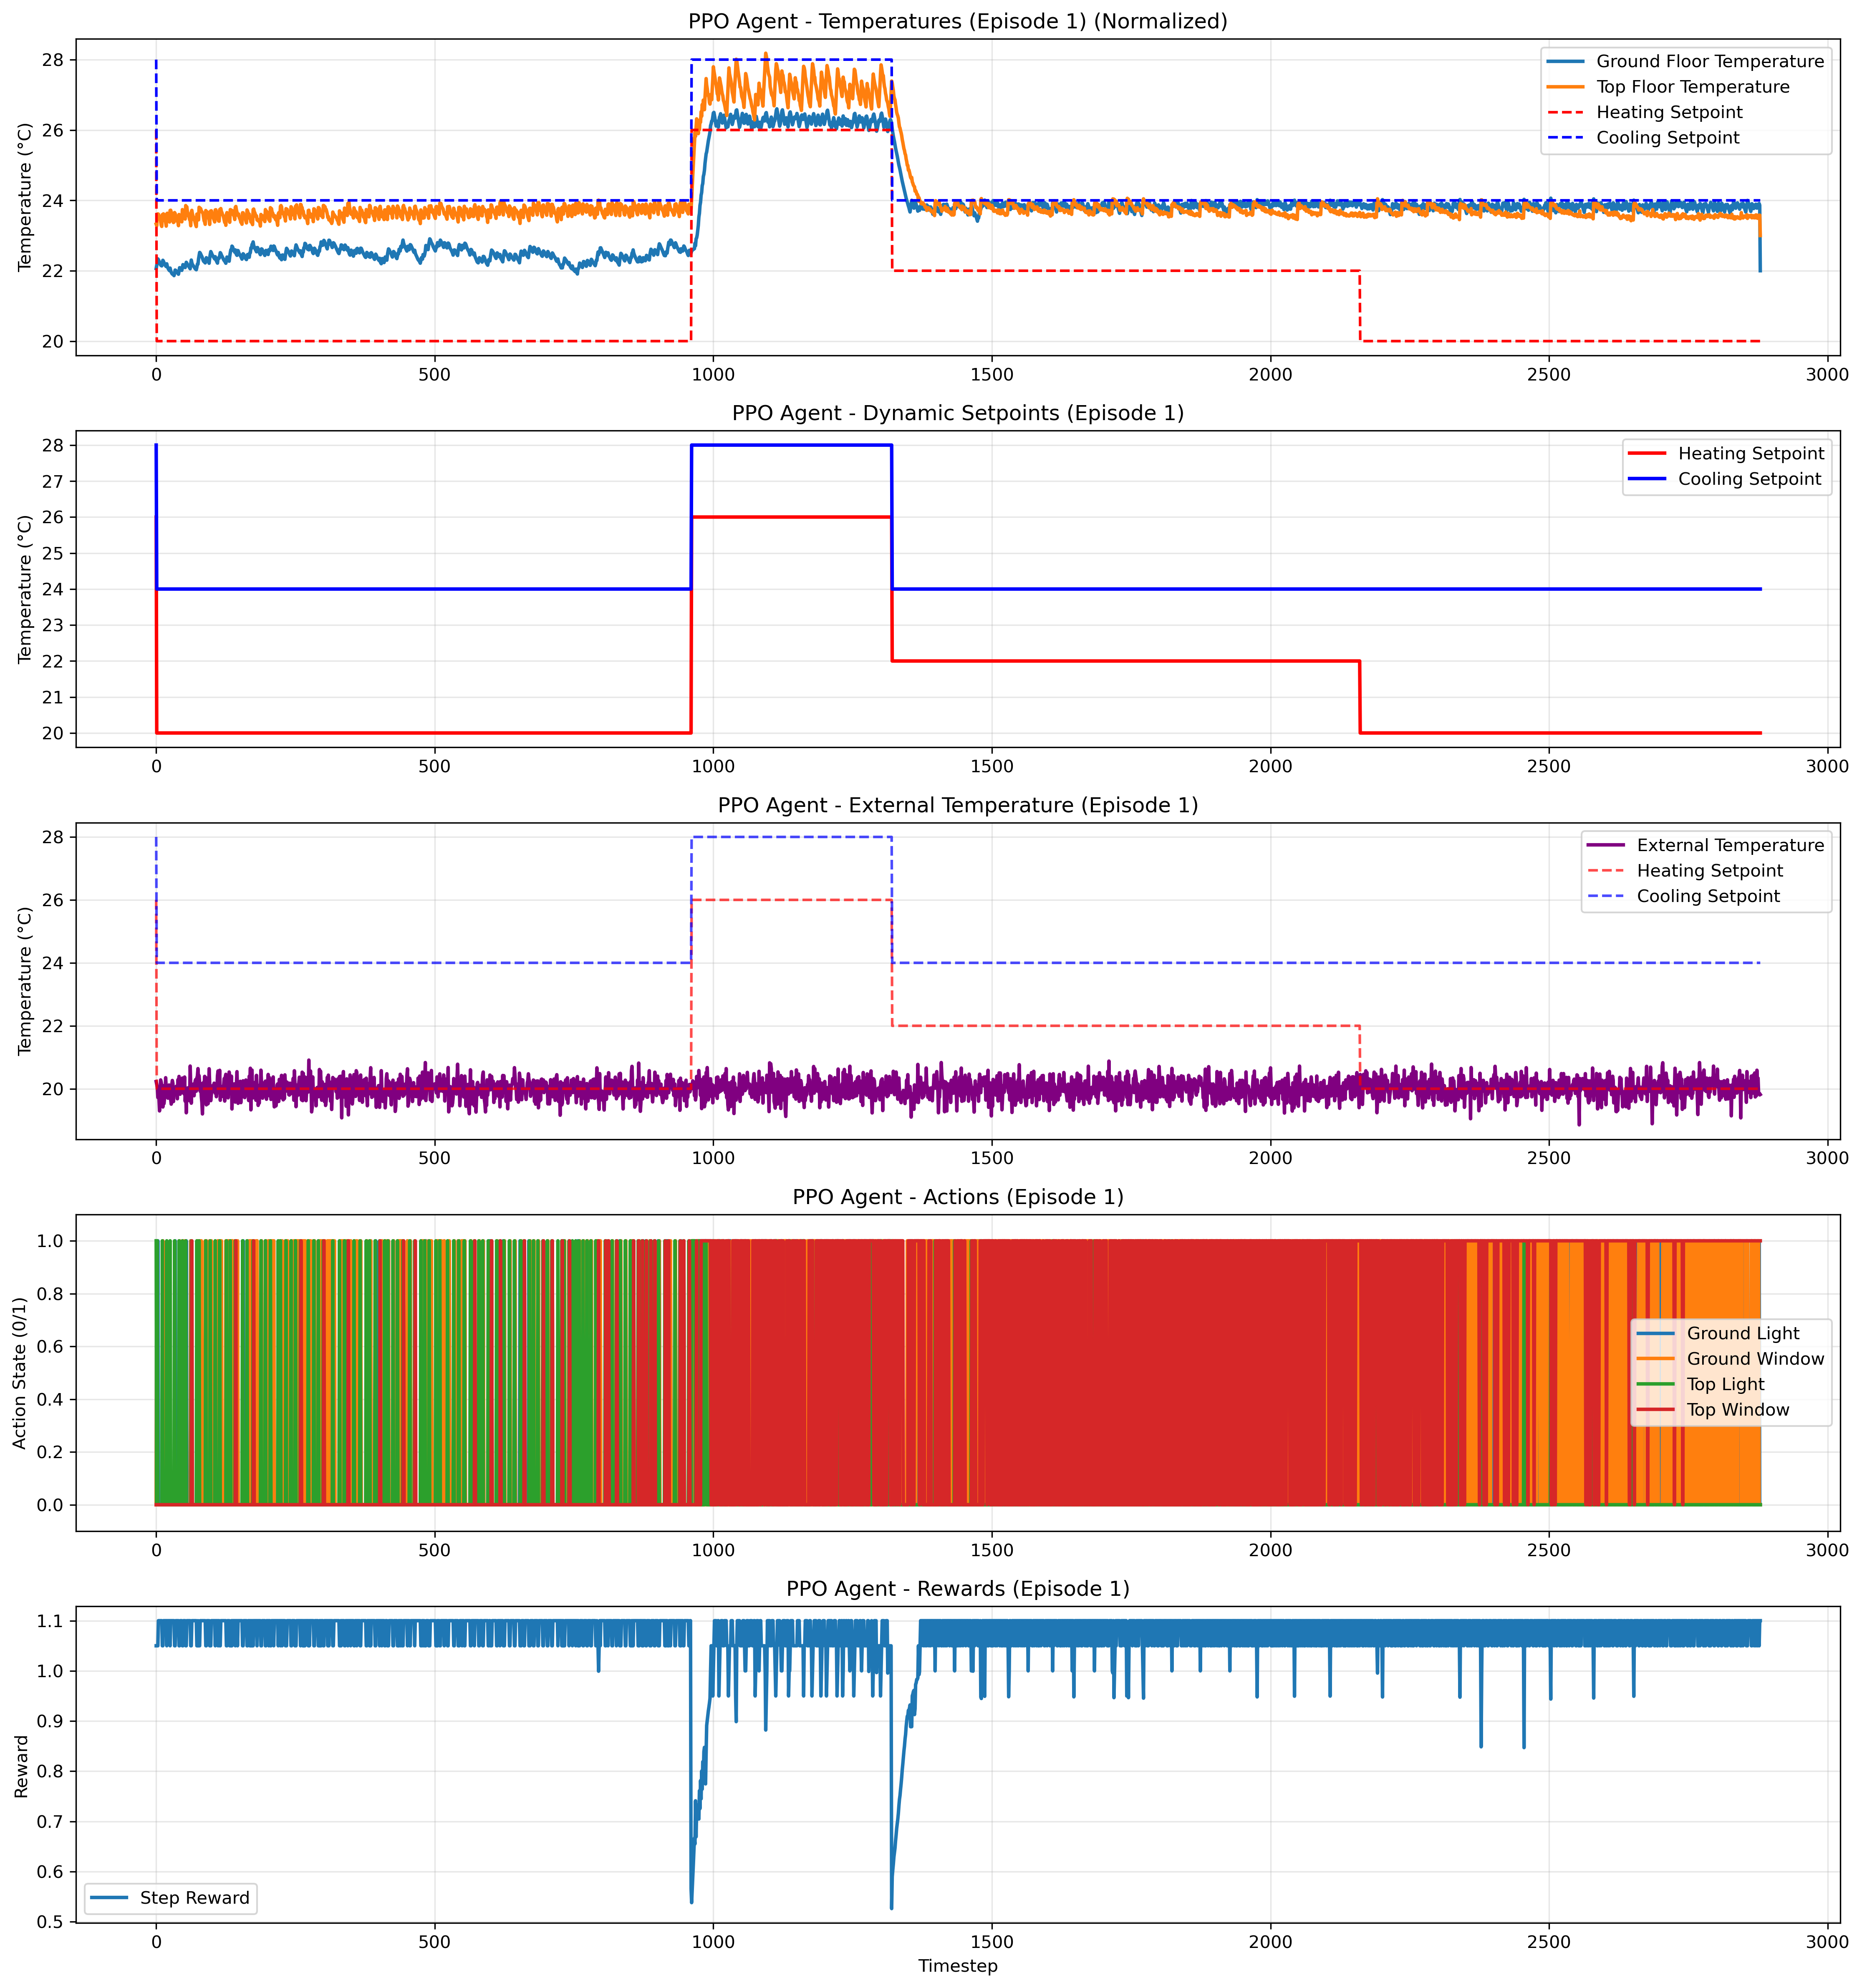 PPO Agent - Temperatures (Episode 1) (Normalized)
Temperature (°C)
28
26
24
22
20
Ground Floor Temperature
Top Floor Temperature
Heating Setpoint
Cooling Setpoint
0 500 1000 1500 2000 2500 3000
PPO Agent - Dynamic Setpoints (Episode 1)
Temperature (°C)
28
27
26
25
24
23
22
21
20
Heating Setpoint
Cooling Setpoint
0 500 1000 1500 2000 2500 3000
PPO Agent - External Temperature (Episode 1)
Temperature (°C)
28
26
24
22
20
External Temperature
Heating Setpoint
Cooling Setpoint
0 500 1000 1500 2000 2500 3000
PPO Agent - Actions (Episode 1)
Action State (0/1)
1.0
0.8
0.6
0.4
0.2
0.0
Ground Light
Ground Window
Top Light
Top Window
0 500 1000 1500 2000 2500 3000
PPO Agent - Rewards (Episode 1)
Reward
1.1
1.0
0.9
0.8
0.7
0.6
0.5
Step Reward
0 500 1000 1500 2000 2500 3000
Timestep